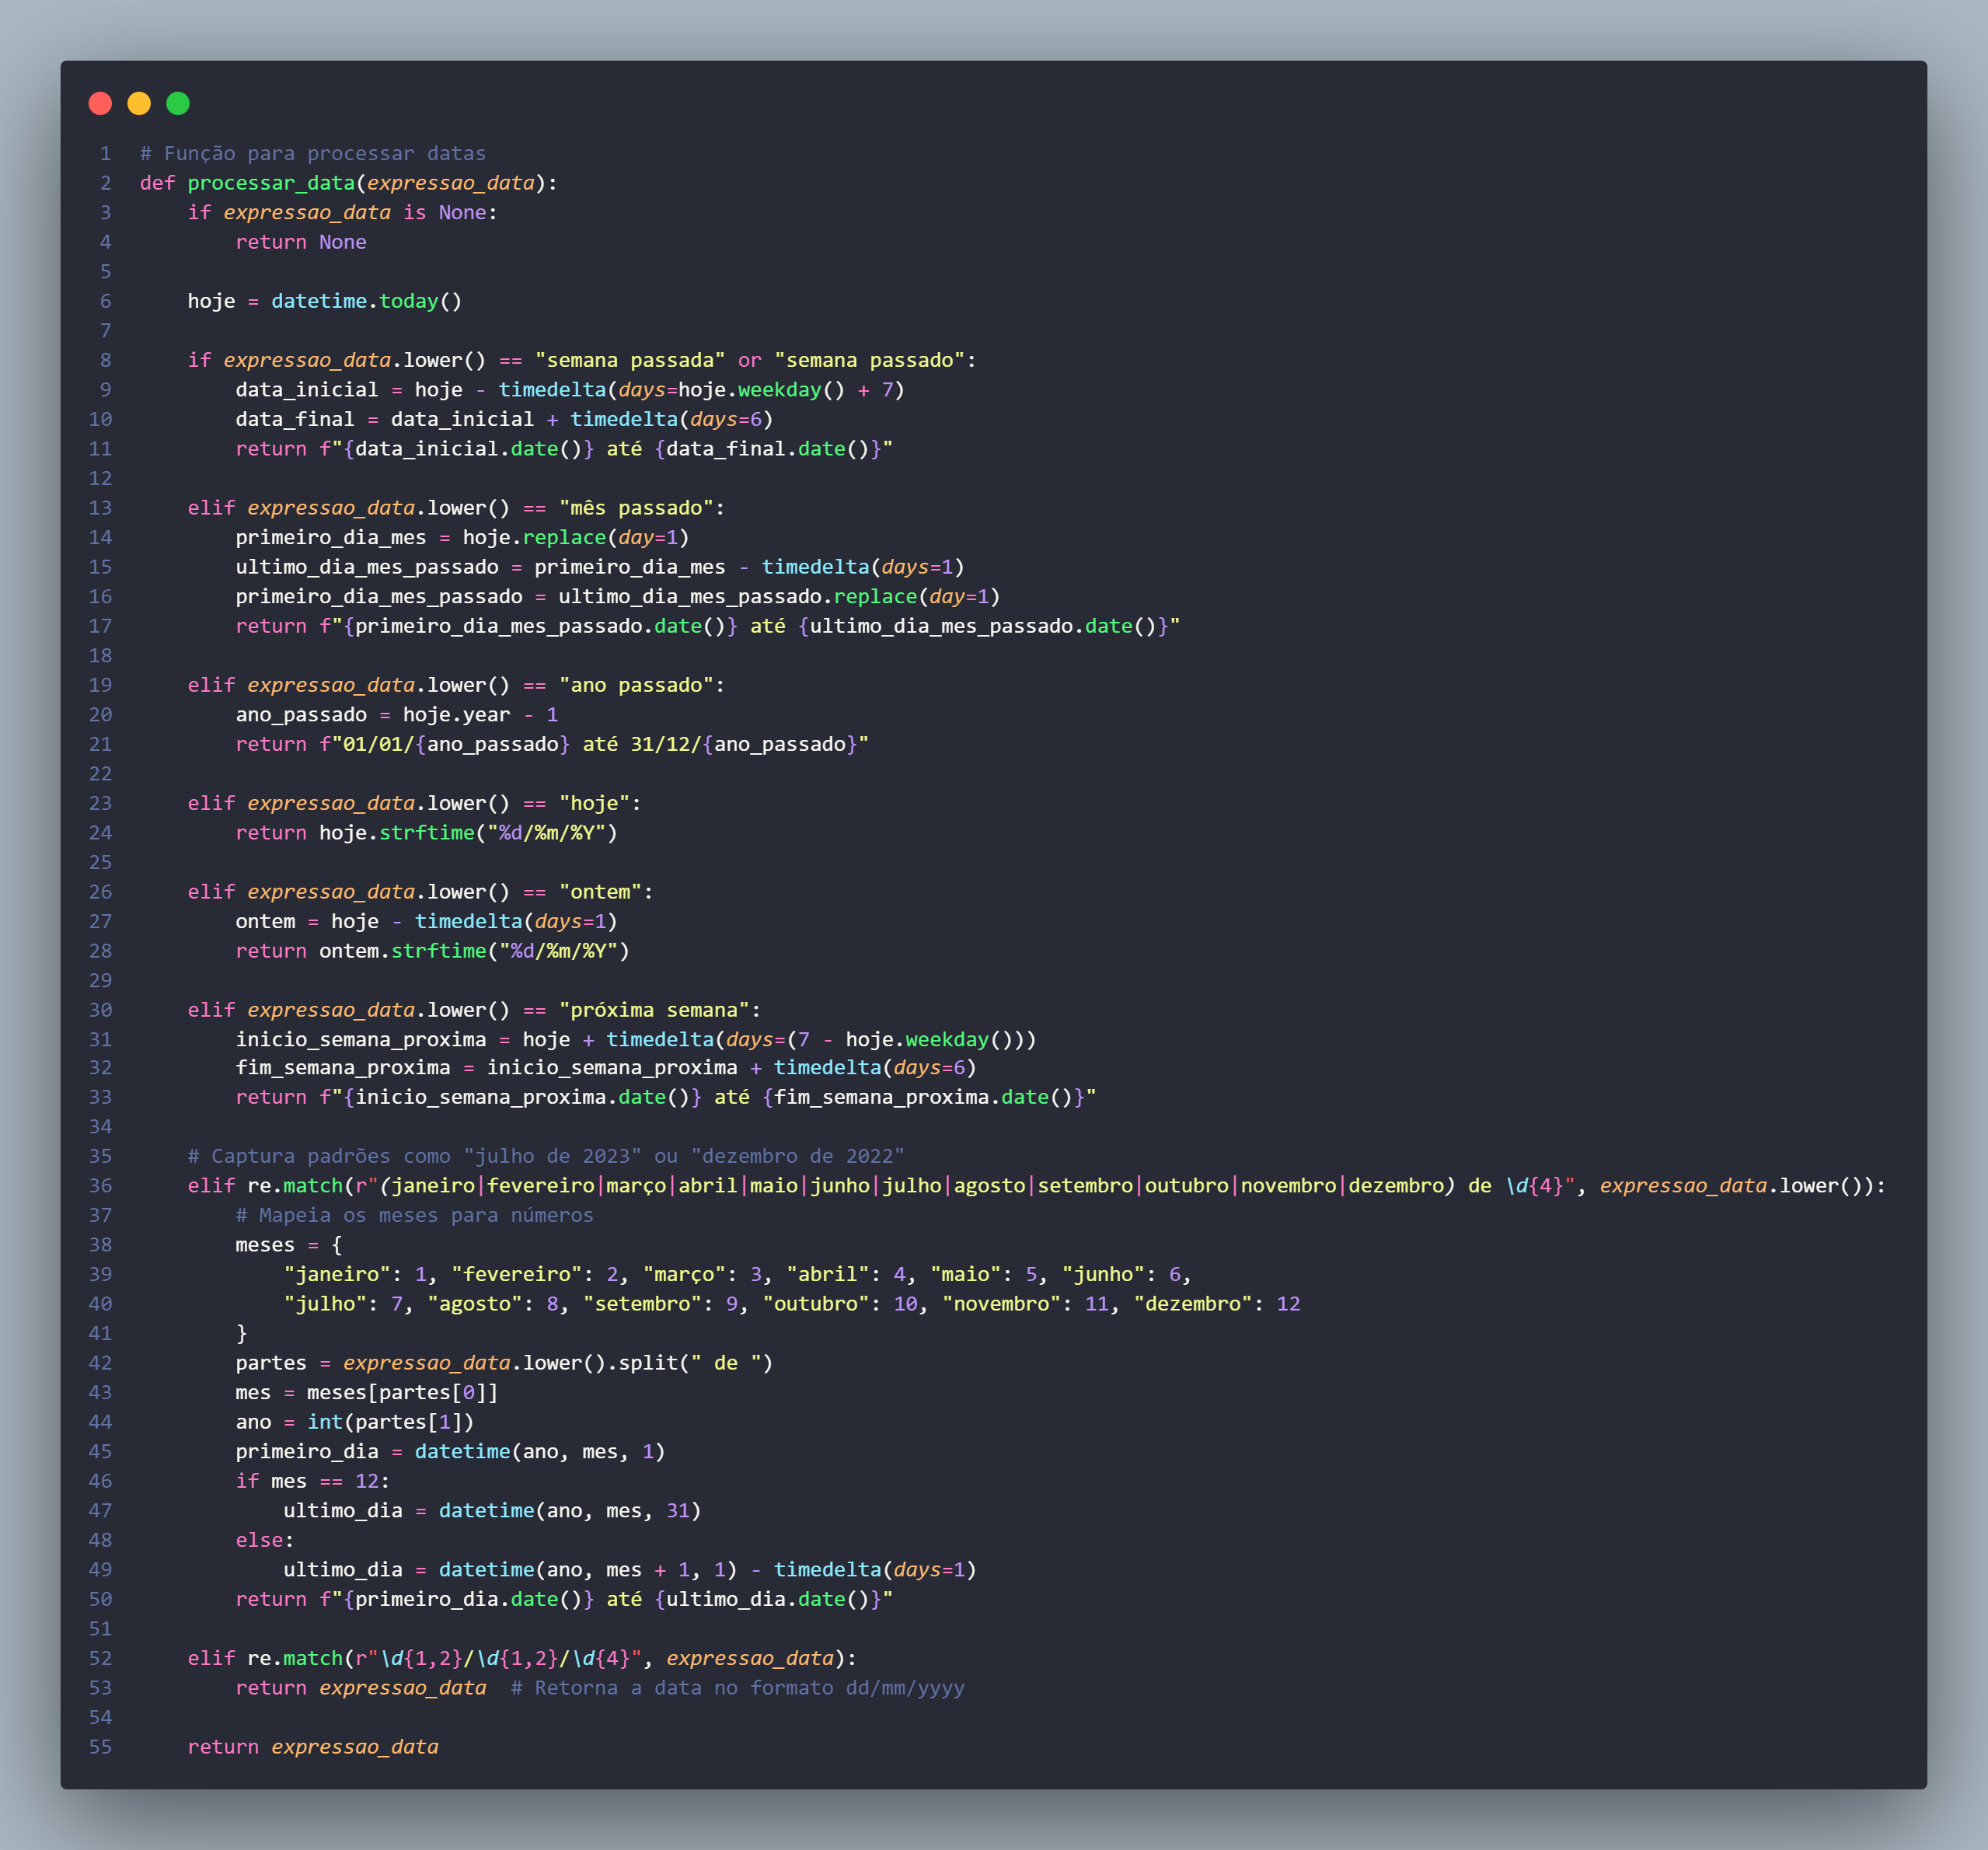 1 # Função para processar datas
2 def processar_data(expressao_data):
3     if expressao_data is None:
4         return None
5
6     hoje = datetime.today()
7
8     if expressao_data.lower() == "semana passada" or "semana passado":
9         data_inicial = hoje - timedelta(days=hoje.weekday() + 7)
10         data_final = data_inicial + timedelta(days=6)
11         return f"{data_inicial.date()} até {data_final.date()}"
12
13     elif expressao_data.lower() == "mês passado":
14         primeiro_dia_mes = hoje.replace(day=1)
15         ultimo_dia_mes_passado = primeiro_dia_mes - timedelta(days=1)
16         primeiro_dia_mes_passado = ultimo_dia_mes_passado.replace(day=1)
17         return f"{primeiro_dia_mes_passado.date()} até {ultimo_dia_mes_passado.date()}"
18
19     elif expressao_data.lower() == "ano passado":
20         ano_passado = hoje.year - 1
21         return f"01/01/{ano_passado} até 31/12/{ano_passado}"
22
23     elif expressao_data.lower() == "hoje":
24         return hoje.strftime("%d/%m/%Y")
25
26     elif expressao_data.lower() == "ontem":
27         ontem = hoje - timedelta(days=1)
28         return ontem.strftime("%d/%m/%Y")
29
30     elif expressao_data.lower() == "próxima semana":
31         inicio_semana_proxima = hoje + timedelta(days=(7 - hoje.weekday()))
32         fim_semana_proxima = inicio_semana_proxima + timedelta(days=6)
33         return f"{inicio_semana_proxima.date()} até {fim_semana_proxima.date()}"
34
35     # Captura padrões como "julho de 2023" ou "dezembro de 2022"
36     elif re.match(r"(janeiro|fevereiro|março|abril|maio|junho|julho|agosto|setembro|outubro|novembro|dezembro) de \d{4}", expressao_data.lower()):
37         # Mapeia os meses para números
38         meses = {
39             "janeiro": 1, "fevereiro": 2, "março": 3, "abril": 4, "maio": 5, "junho": 6,
40             "julho": 7, "agosto": 8, "setembro": 9, "outubro": 10, "novembro": 11, "dezembro": 12
41         }
42         partes = expressao_data.lower().split(" de ")
43         mes = meses[partes[0]]
44         ano = int(partes[1])
45         primeiro_dia = datetime(ano, mes, 1)
46         if mes == 12:
47             ultimo_dia = datetime(ano, mes, 31)
48         else:
49             ultimo_dia = datetime(ano, mes + 1, 1) - timedelta(days=1)
50         return f"{primeiro_dia.date()} até {ultimo_dia.date()}"
51
52     elif re.match(r"\d{1,2}/\d{1,2}/\d{4}", expressao_data):
53         return expressao_data  # Retorna a data no formato dd/mm/yyyy
54
55     return expressao_data